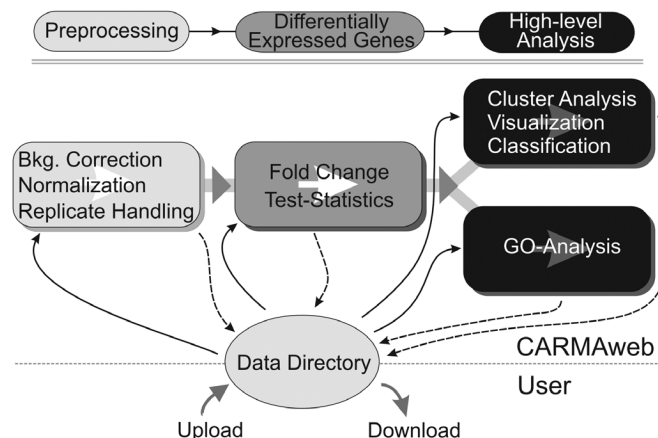 Preprocessing
Differentially
Expressed Genes
High-level
Analysis
Bkg. Correction
Normalization
Replicate Handling
Fold Change
Test-Statistics
Cluster Analysis
Visualization
Classification
GO-Analysis
Data Directory
CARMAweb
User
Upload
Download